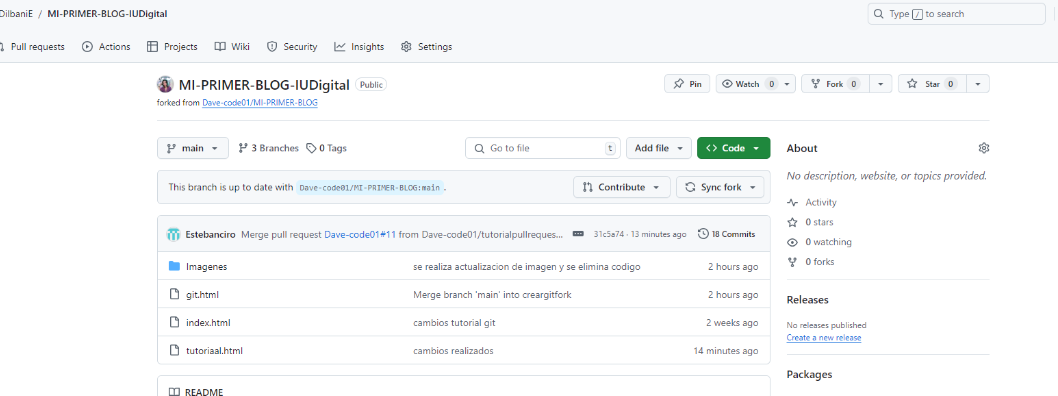 DilbaniE / MI-PRIMER-BLOG-IUDigital
Type / to search
Pull requests Actions Projects Wiki Security Insights Settings
MI-PRIMER-BLOG-IUDigital Public
Pin Watch 0 Fork 0 Star 0
forked from Dave-code01/MI-PRIMER-BLOG
main 3 Branches 0 Tags Go to file t Add file Code
This branch is up to date with Dave-code01/MI-PRIMER-BLOG:main.
Contribute Sync fork
Estebanciro Merge pull request Dave-code01#11 from Dave-code01/tutorialpullreques... 31c5a74 · 13 minutes ago 18 Commits
Imagenes se realiza actualizacion de imagen y se elimina codigo 2 hours ago
git.html Merge branch 'main' into creargitfork 2 hours ago
index.html cambios tutorial git 2 weeks ago
tutoriaal.html cambios realizados 14 minutes ago
README
About
No description, website, or topics provided.
Activity
0 stars
0 watching
0 forks
Releases
No releases published
Create a new release
Packages